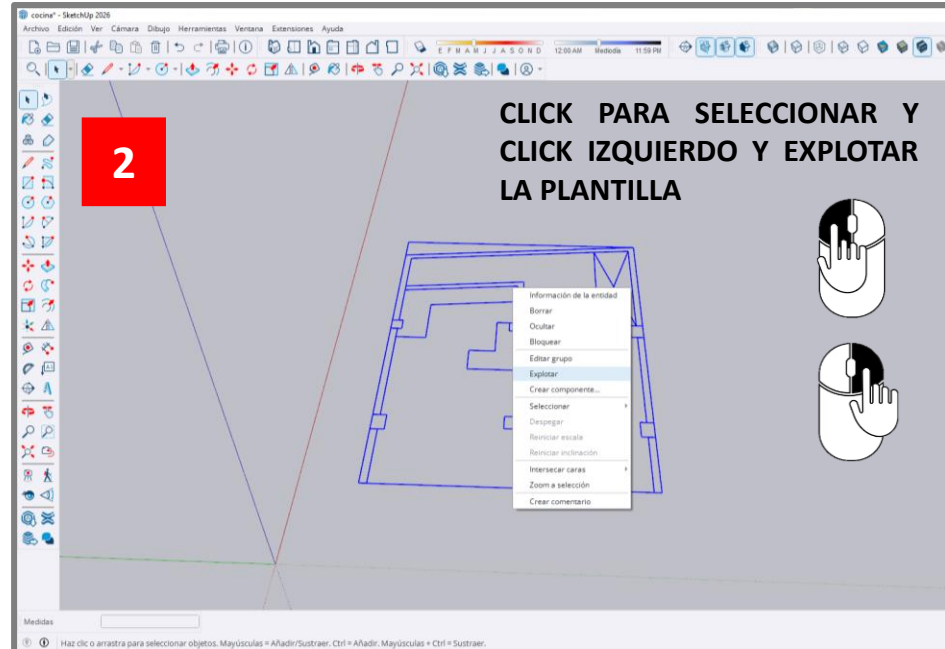 cocina* - SketchUp 2026
Archivo Edición Ver Cámara Dibujo Herramientas Ventana Extensiones Ayuda
E F M A M J J A S O N D 12:00 AM Mediodía 11:59 PM
2
CLICK PARA SELECCIONAR Y
CLICK IZQUIERDO Y EXPLOTAR
LA PLANTILLA
Información de la entidad
Borrar
Ocultar
Bloquear
Editar grupo
Explotar
Crear componente...
Seleccionar
Despegar
Reiniciar escala
Reiniciar inclinación
Intersecar caras
Zoom a selección
Crear comentario
Medidas
Haz clic o arrastra para seleccionar objetos. Mayúsculas = Añadir/Sustraer. Ctrl = Añadir. Mayúsculas + Ctrl = Sustraer.